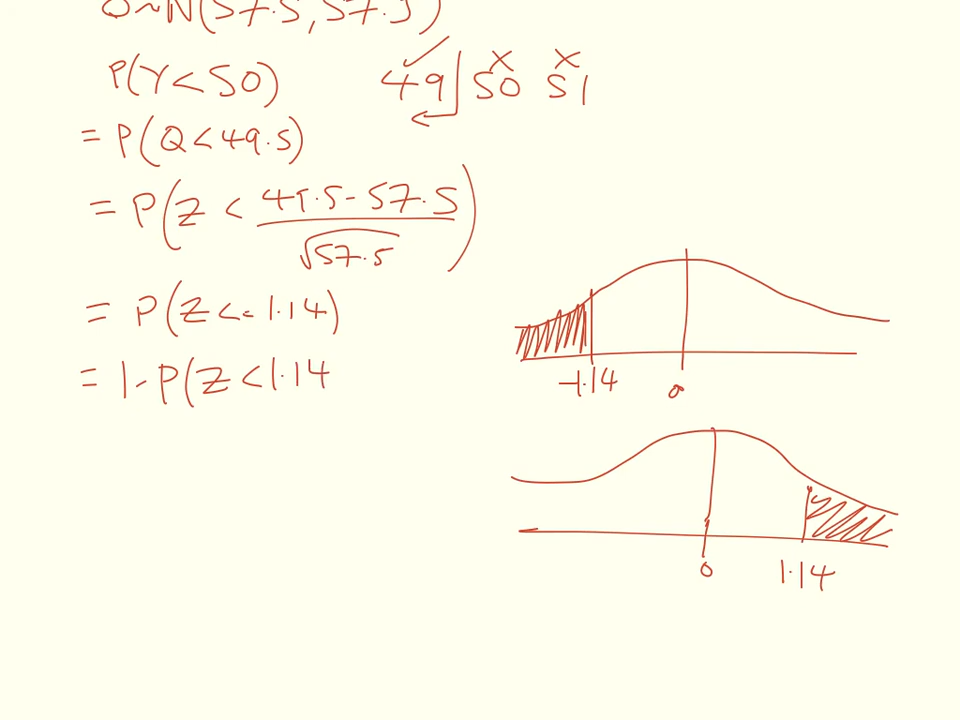 Q~N(57.5, 57.5)
P(Y<50) 49 50 51
= P(Q<49.5)
= P(Z < (49.5-57.5)/√57.5)
= P(Z<-1.14)
= 1-P(Z<1.14
-1.14 0
0 1.14